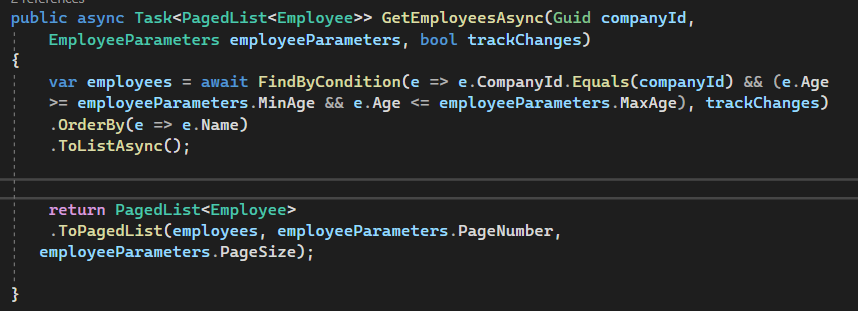 2 references
public async Task<PagedList<Employee>> GetEmployeesAsync(Guid companyId,
EmployeeParameters employeeParameters, bool trackChanges)
{
var employees = await FindByCondition(e => e.CompanyId.Equals(companyId) && (e.Age
>= employeeParameters.MinAge && e.Age <= employeeParameters.MaxAge), trackChanges)
.OrderBy(e => e.Name)
.ToListAsync();
return PagedList<Employee>
.ToPagedList(employees, employeeParameters.PageNumber,
employeeParameters.PageSize);
}